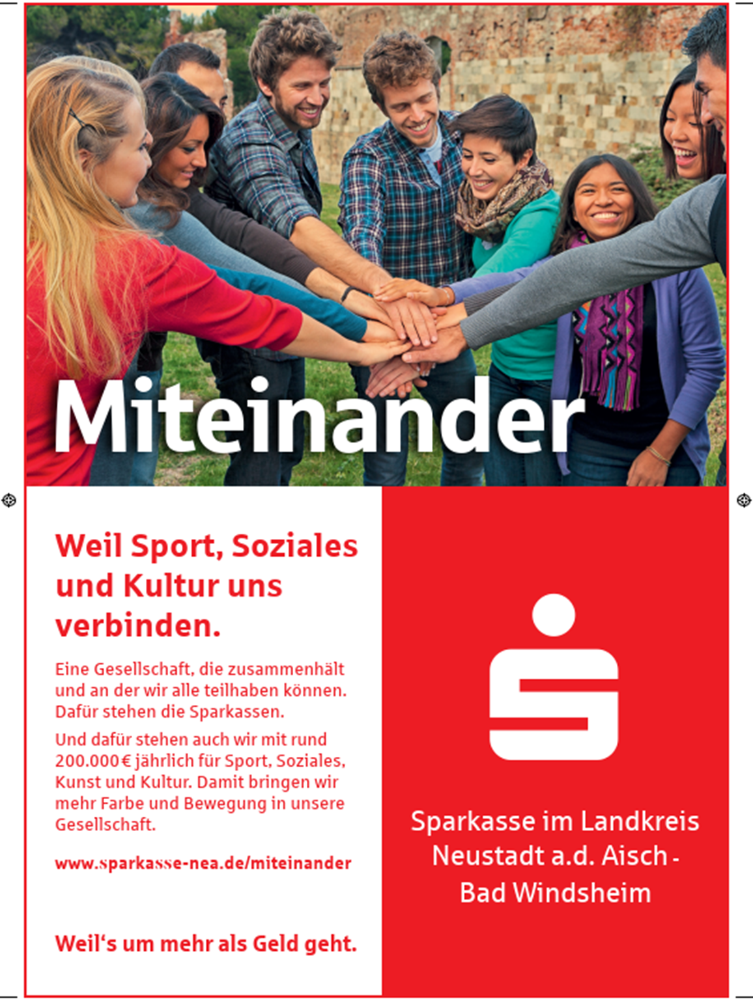 Miteinander
Weil Sport, Soziales
und Kultur uns
verbinden.
Eine Gesellschaft, die zusammenhält
und an der wir alle teilhaben können.
Dafür stehen die Sparkassen.
Und dafür stehen auch wir mit rund
200.000 € jährlich für Sport, Soziales,
Kunst und Kultur. Damit bringen wir
mehr Farbe und Bewegung in unsere
Gesellschaft.
www.sparkasse-nea.de/miteinander
Weil‘s um mehr als Geld geht.
Sparkasse im Landkreis
Neustadt a.d. Aisch -
Bad Windsheim